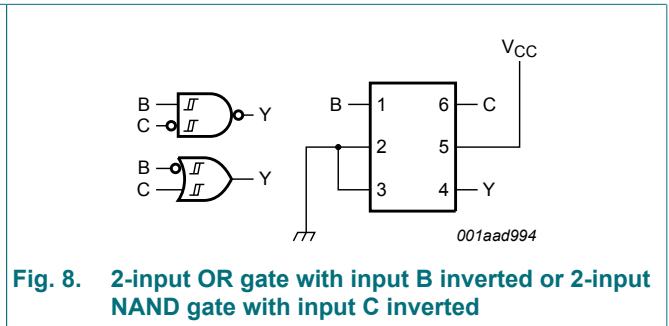 VCC
B
C
Y
B
C
Y
B
1
6
C
2
5
3
4
Y
001aad994
Fig. 8. 2-input OR gate with input B inverted or 2-input
NAND gate with input C inverted